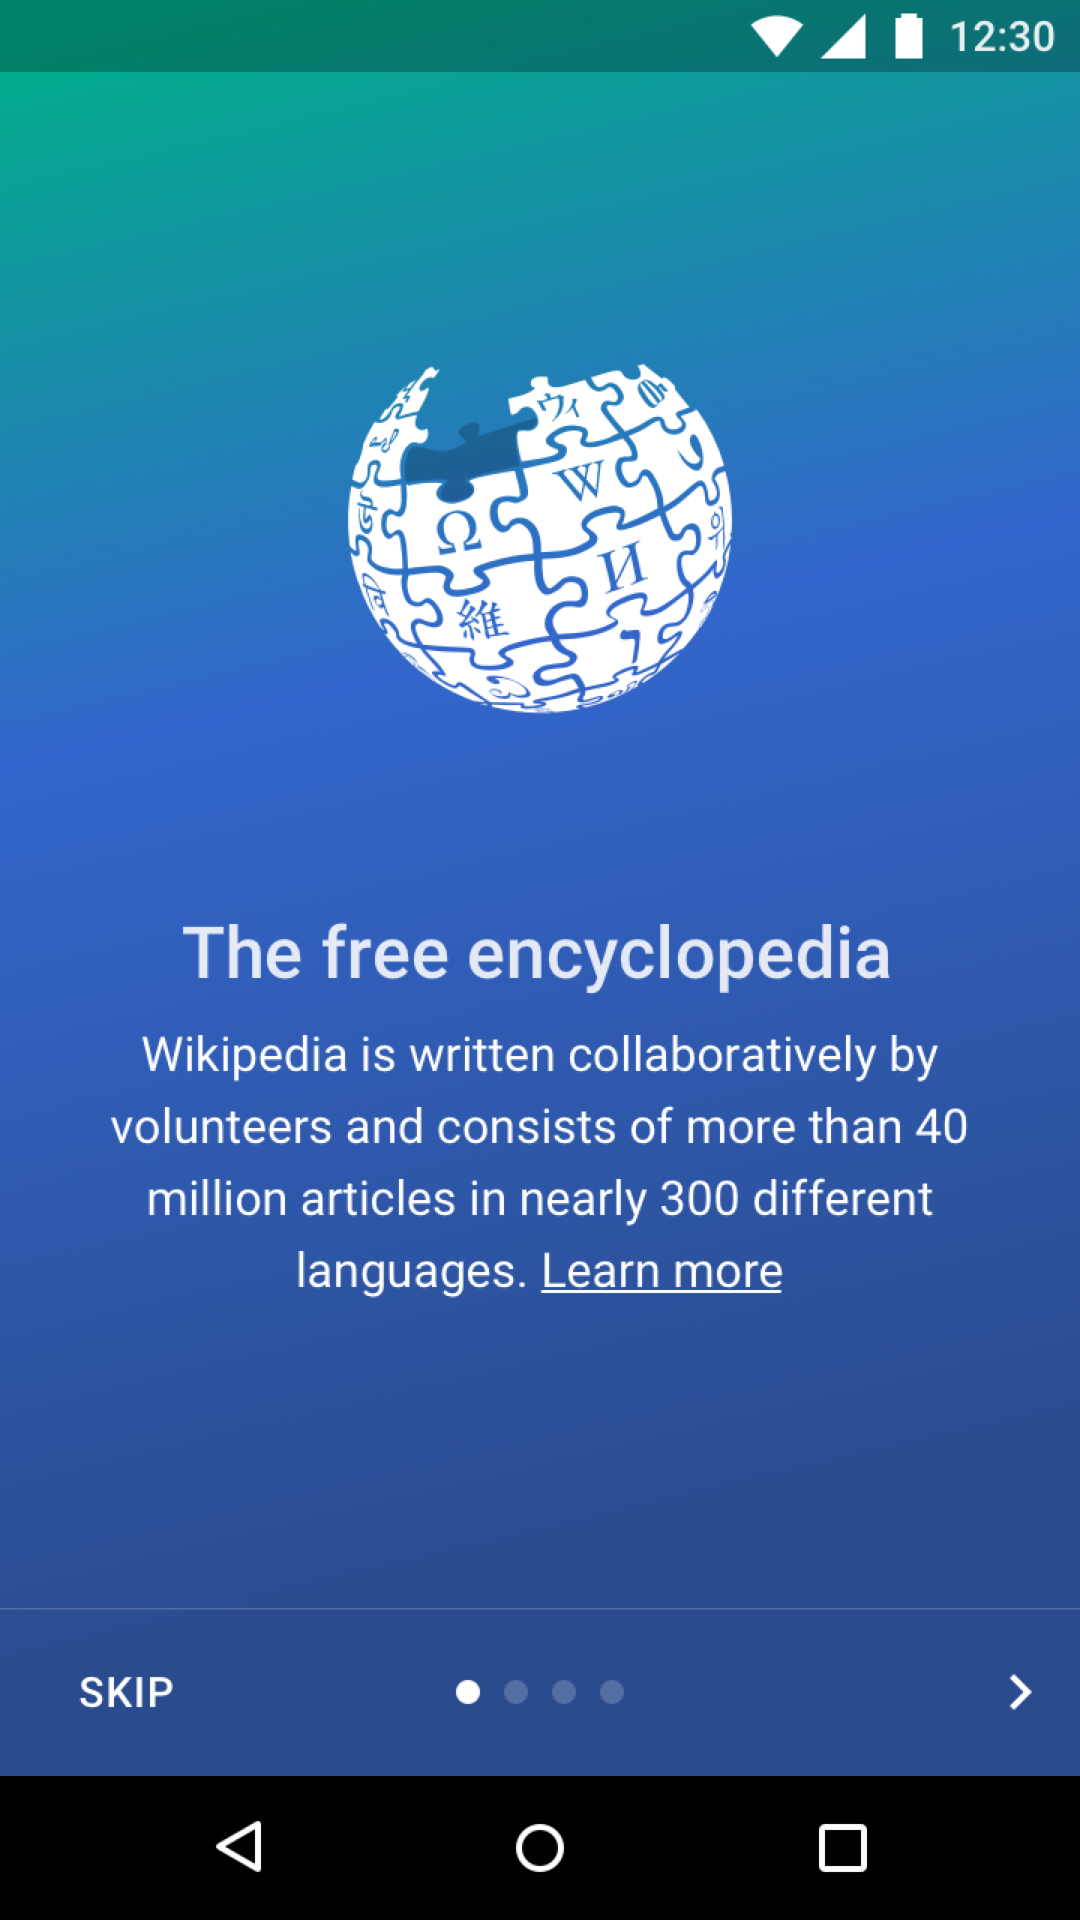 12:30
ウィ
W
Ω
И
維
The free encyclopedia
Wikipedia is written collaboratively by
volunteers and consists of more than 40
million articles in nearly 300 different
languages. Learn more
SKIP